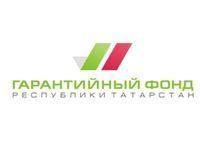 ГАРАНТИЙНЫЙ ФОНД
РЕСПУБЛИКИ ТАТАРСТАН